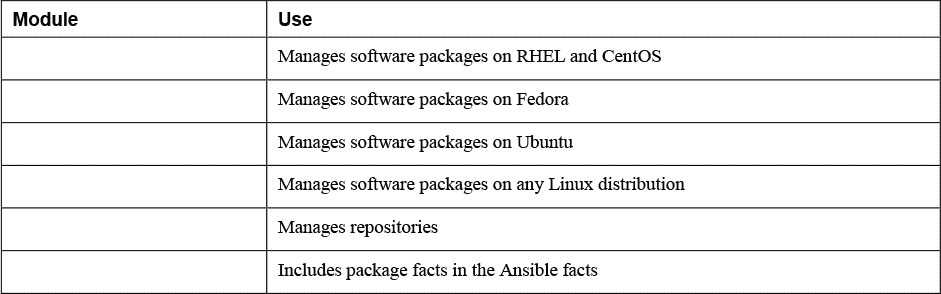 Module Use
Manages software packages on RHEL and CentOS
Manages software packages on Fedora
Manages software packages on Ubuntu
Manages software packages on any Linux distribution
Manages repositories
Includes package facts in the Ansible facts